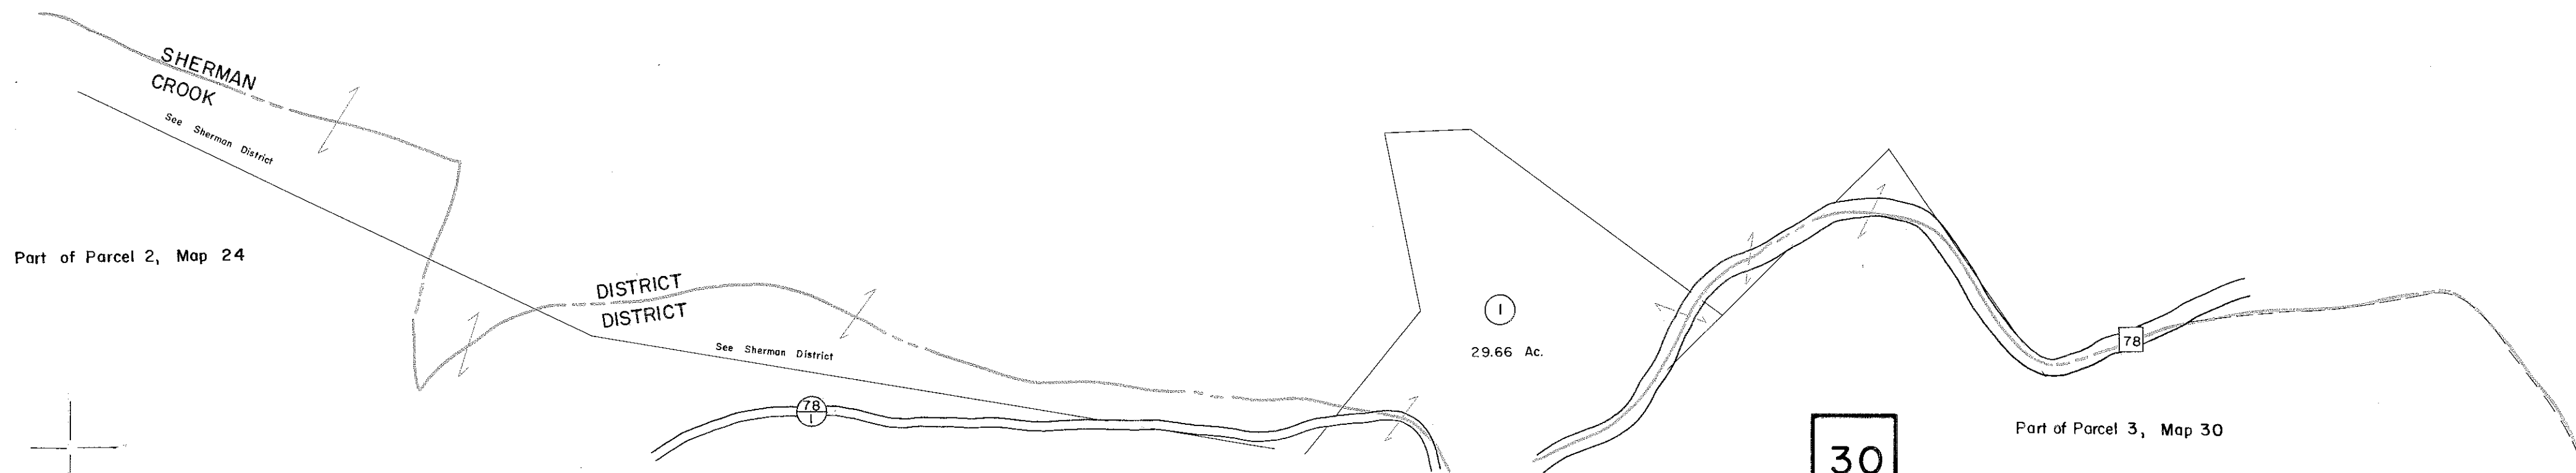 SHERMAN
CROOK
See Sherman District
Part of Parcel 2, Map 24
DISTRICT
DISTRICT
See Sherman District
78
1
1
29.66 Ac.
78
Part of Parcel 3, Map 30
30